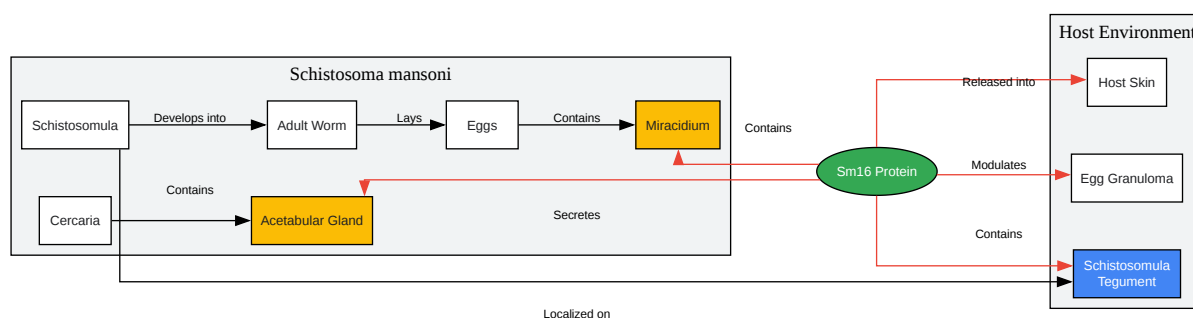 Host Environment
Schistosoma mansoni
Released into
Host Skin
Schistosomula
Develops into
Adult Worm
Lays
Eggs
Contains
Miracidium
Contains
Sm16 Protein
Modulates
Egg Granuloma
Contains
Cercaria
Acetabular Gland
Secretes
Contains
Schistosomula
Tegument
Localized on